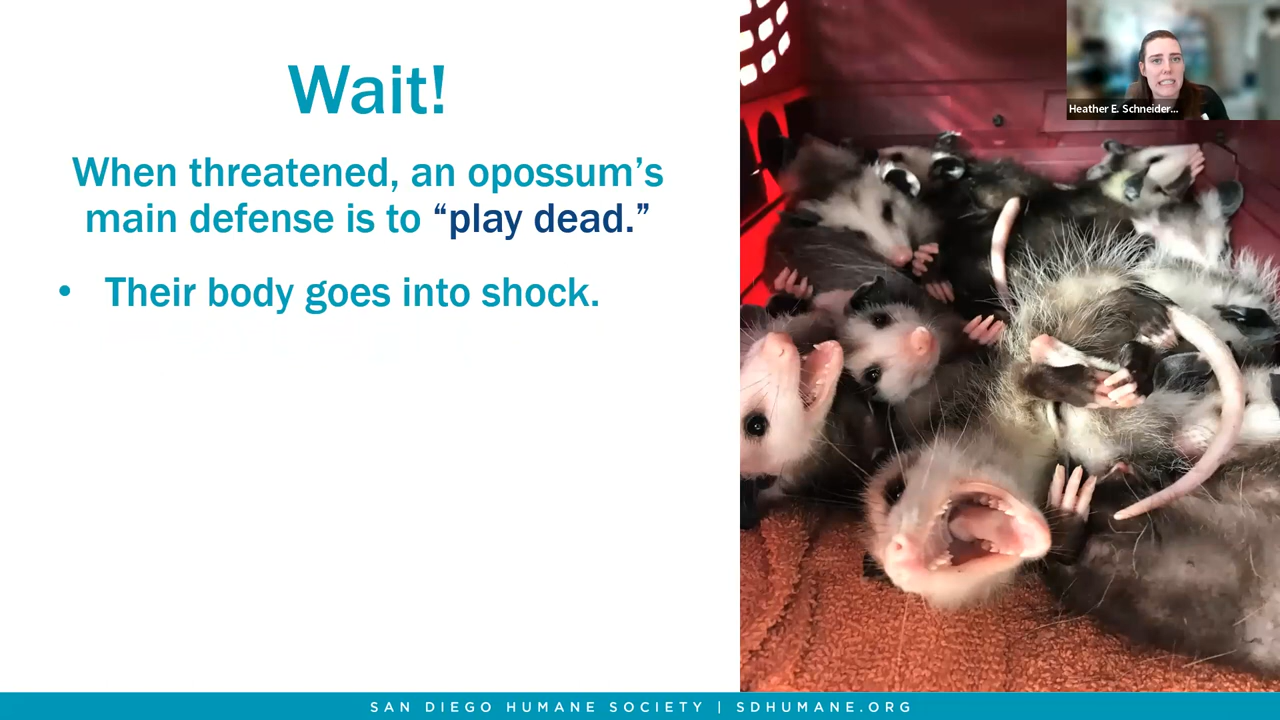 Wait!
When threatened, an opossum’s
main defense is to “play dead.”
• Their body goes into shock.
Heather E. Schneider...
SAN DIEGO HUMANE SOCIETY | SDHUMANE.ORG